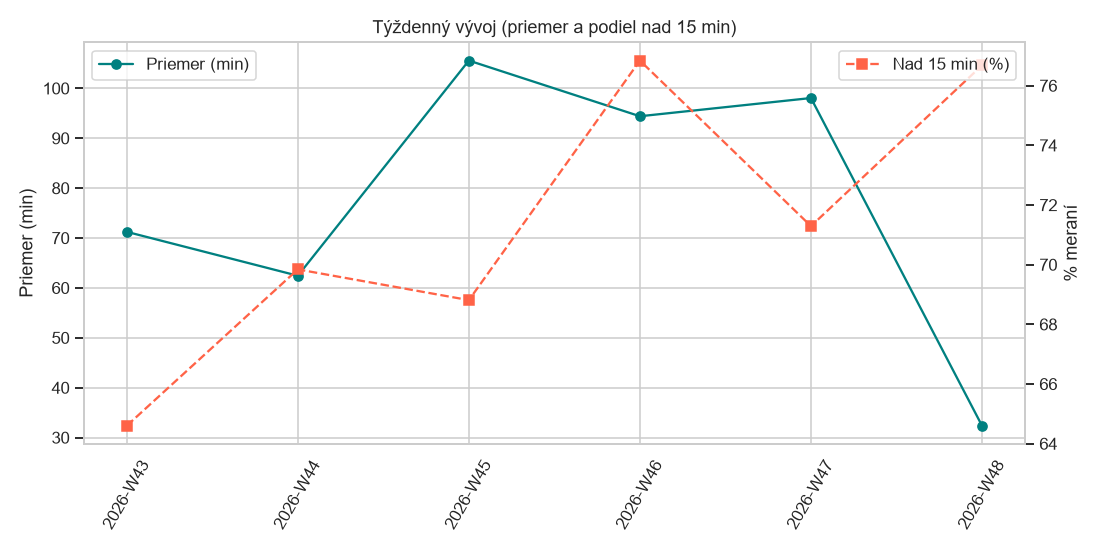 Týždenný vývoj (priemer a podiel nad 15 min)
Priemer (min)
Nad 15 min (%)
Priemer (min)
100
90
80
70
60
50
40
30
% meraní
76
74
72
70
68
66
64
2026-W43
2026-W44
2026-W45
2026-W46
2026-W47
2026-W48